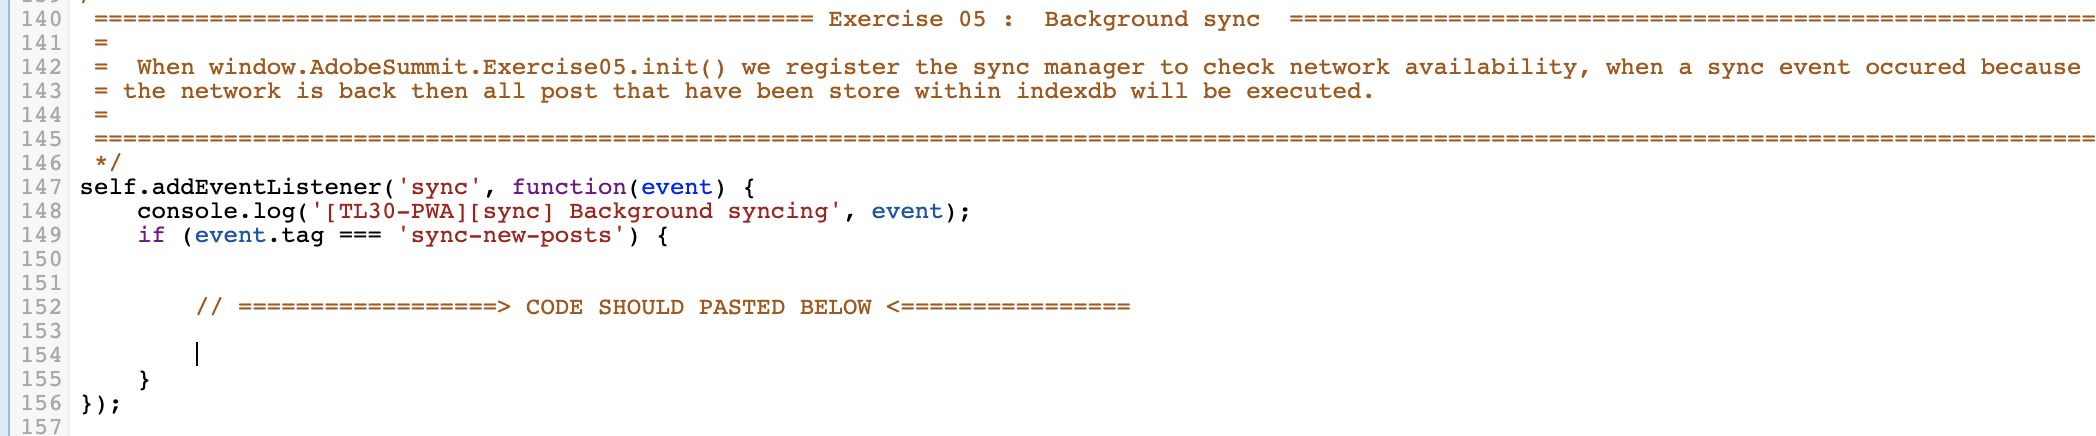 140 ================================================== Exercise 05 :  Background sync  ========================================================
141 =
142 =  When window.AdobeSummit.Exercise05.init() we register the sync manager to check network availability, when a sync event occured because
143 = the network is back then all post that have been store within indexdb will be executed.
144 =
145 ===========================================================================================================================================
146 */
147 self.addEventListener('sync', function(event) {
148     console.log('[TL30-PWA][sync] Background syncing', event);
149     if (event.tag === 'sync-new-posts') {
150
151
152         // ==================> CODE SHOULD PASTED BELOW <================
153
154
155     }
156 });
157